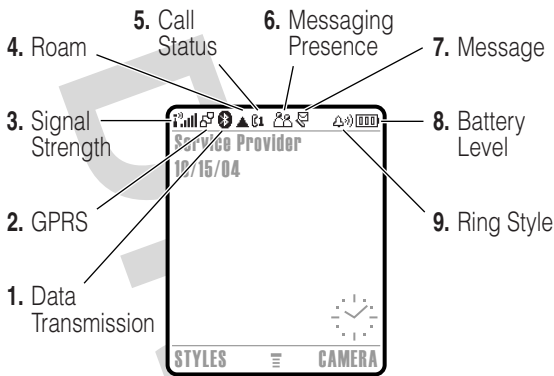 5. Call
Status
6. Messaging
Presence
4. Roam
7. Message
3. Signal
Strength
8. Battery
Level
Service Provider
10/15/04
2. GPRS
9. Ring Style
1. Data
Transmission
STYLES
CAMERA